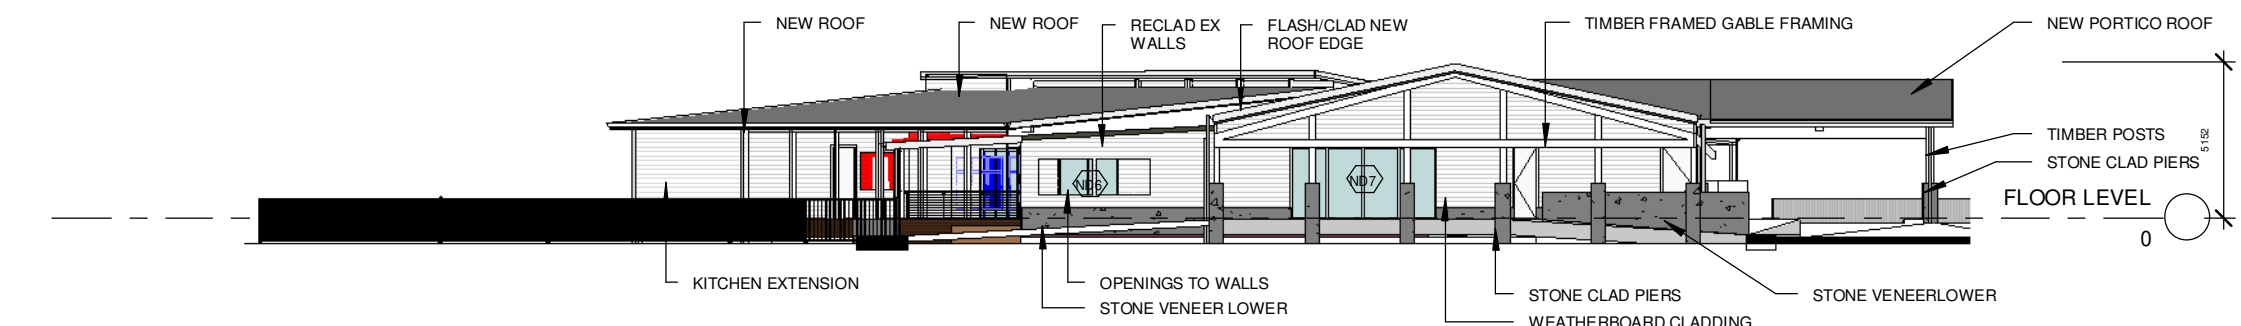 NEW ROOF
NEW ROOF
RECLAD EX
WALLS
FLASH/CLAD NEW
ROOF EDGE
TIMBER FRAMED GABLE FRAMING
NEW PORTICO ROOF
TIMBER POSTS
5152
STONE CLAD PIERS
ND6
ND7
FLOOR LEVEL
0
KITCHEN EXTENSION
OPENINGS TO WALLS
STONE VENEER LOWER
STONE CLAD PIERS
STONE VENEERLOWER
WEATHERBOARD CLADDING